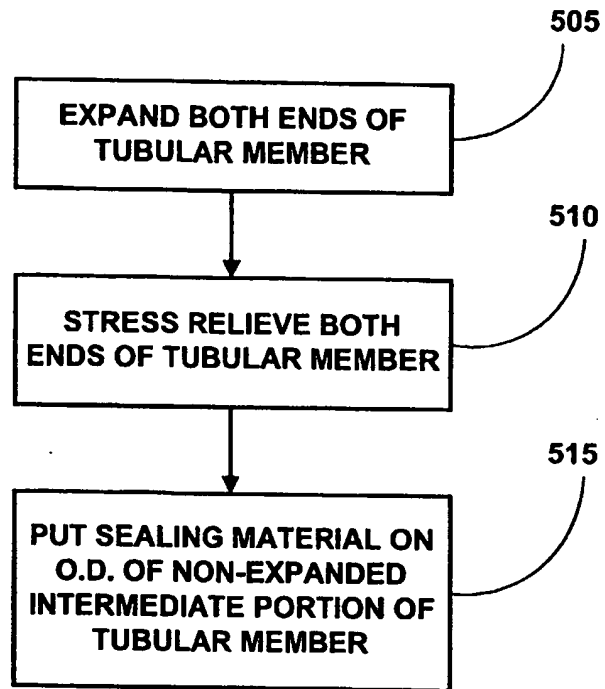 505
EXPAND BOTH ENDS OF
TUBULAR MEMBER
510
STRESS RELIEVE BOTH
ENDS OF TUBULAR MEMBER
515
PUT SEALING MATERIAL ON
O.D. OF NON-EXPANDED
INTERMEDIATE PORTION OF
TUBULAR MEMBER